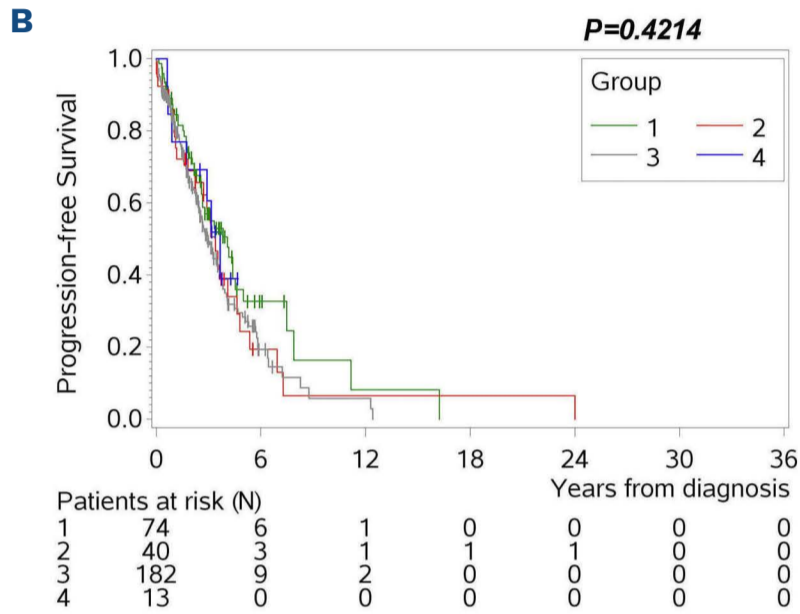 B
P=0.4214
Progression-free Survival
1.0
0.8
0.6
0.4
0.2
0.0
Group
1 2
3 4
0 6 12 18 24 30 36
Years from diagnosis
Patients at risk (N)
1 74 6 1 0 0 0 0
2 40 3 1 1 1 0 0
3 182 9 2 0 0 0 0
4 13 0 0 0 0 0 0